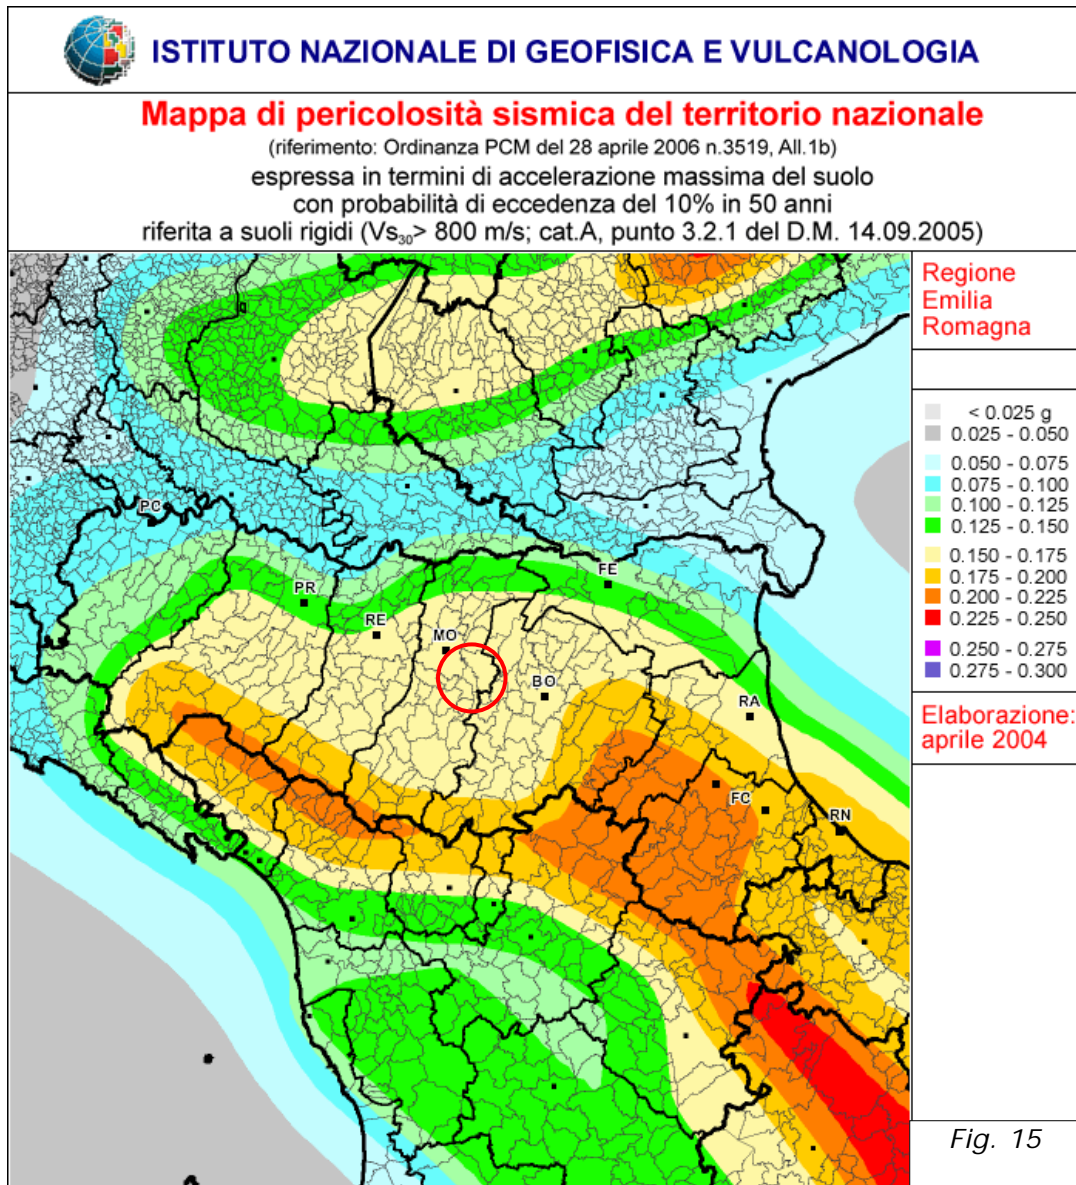 ISTITUTO NAZIONALE DI GEOFISICA E VULCANOLOGIA
Mappa di pericolosità sismica del territorio nazionale
(riferimento: Ordinanza PCM del 28 aprile 2006 n.3519, All.1b)
espressa in termini di accelerazione massima del suolo
con probabilità di eccedenza del 10% in 50 anni
riferita a suoli rigidi (Vs30> 800 m/s; cat.A, punto 3.2.1 del D.M. 14.09.2005)
Regione
Emilia
Romagna
< 0.025 g
0.025 - 0.050
0.050 - 0.075
0.075 - 0.100
0.100 - 0.125
0.125 - 0.150
0.150 - 0.175
0.175 - 0.200
0.200 - 0.225
0.225 - 0.250
0.250 - 0.275
0.275 - 0.300
Elaborazione:
aprile 2004
PC
PR
RE
MO
FE
BO
RA
FC
RN
Fig. 15